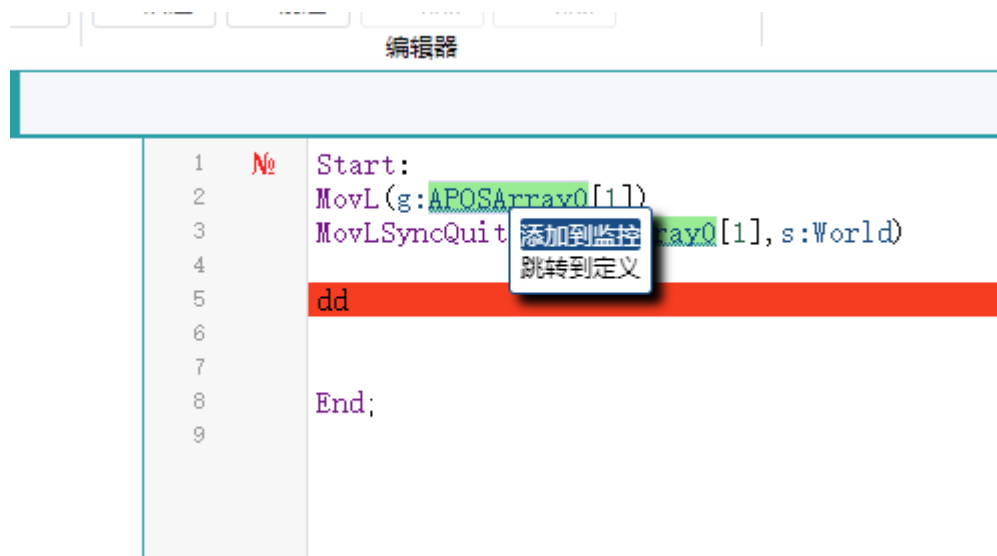 编辑器
1 № Start:
2 MovL(g:APOSArray0[1])
3 MovLSyncQuit ray0[1],s:World)
添加到监控
跳转到定义
4
5 dd
6
7
8 End;
9